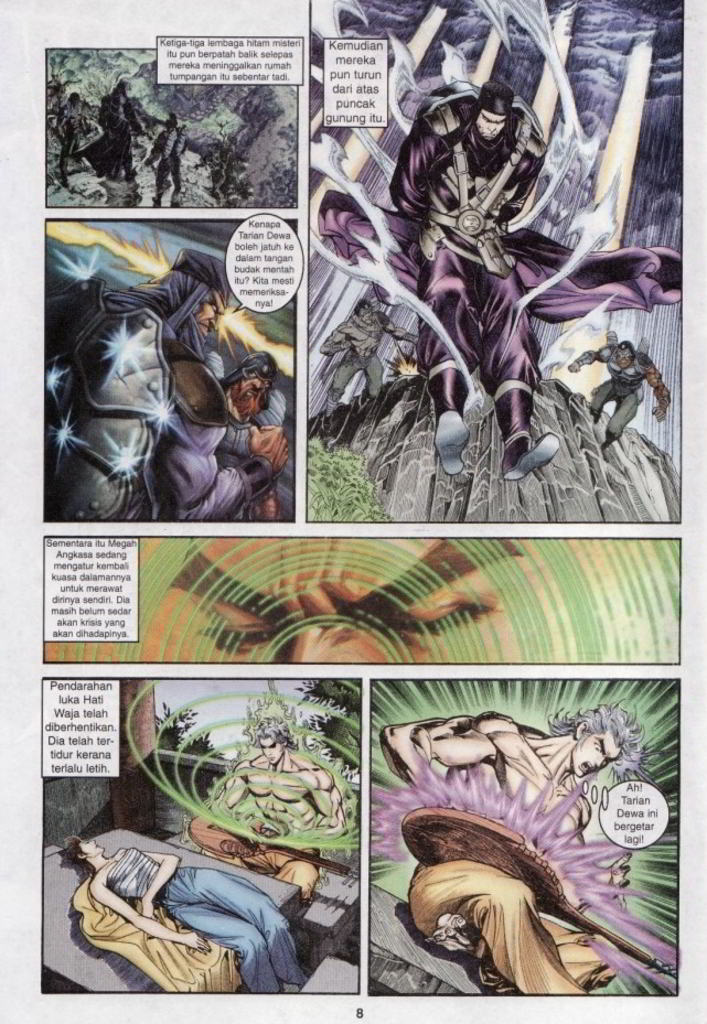 Ketiga-tiga lembaga hitam misteri
itu pun berpatah balik selepas
mereka meninggalkan rumah
tumpangan itu sebentar tadi.
Kemudian
mereka
pun turun
dari atas
puncak
gunung itu.
Kenapa
Tarian Dewa
boleh jatuh ke
dalam tangan
budak mentah
itu? Kita mesti
memeriksa-
nya!
Sementara itu Megah
Angkasa sedang
mengatur kembali
kuasa dalamannya
untuk merawat
dirinya sendiri. Dia
masih belum sedar
akan krisis yang
akan dihadapinya.
Pendarahan
luka Hati
Waja telah
diberhentikan.
Dia telah ter-
tidur kerana
terlalu letih.
Ah!
Tarian
Dewa ini
bergetar
lagi!
8